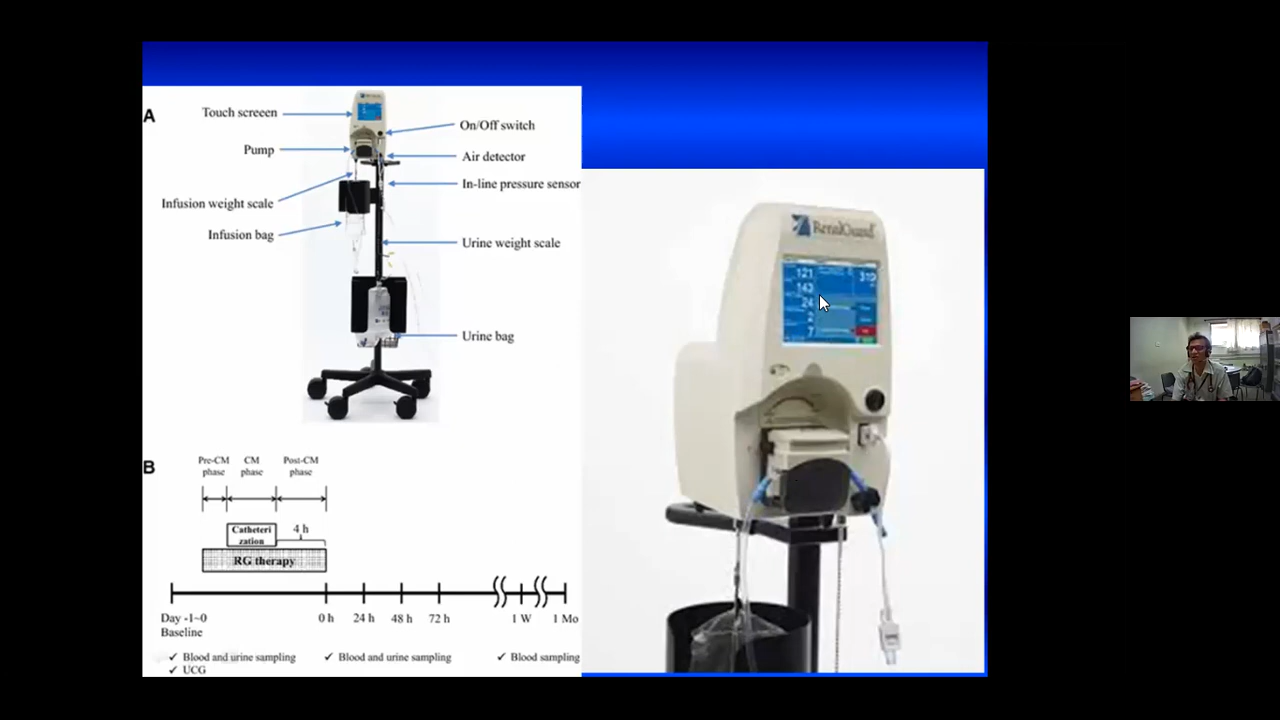 A
Touch screeen
Pump
Infusion weight scale
Infusion bag
On/Off switch
Air detector
In-line pressure sensor
Urine weight scale
Urine bag
RenalGuard
121
143
24
2
7
319
B
Pre-CM phase
CM phase
Post-CM phase
Catheteri
zation
4 h
RG therapy
Day -1~0
Baseline
0 h
24 h
48 h
72 h
1 W
1 Mo
✓ Blood and urine sampling
✓ UCG
✓ Blood and urine sampling
✓ Blood sampling